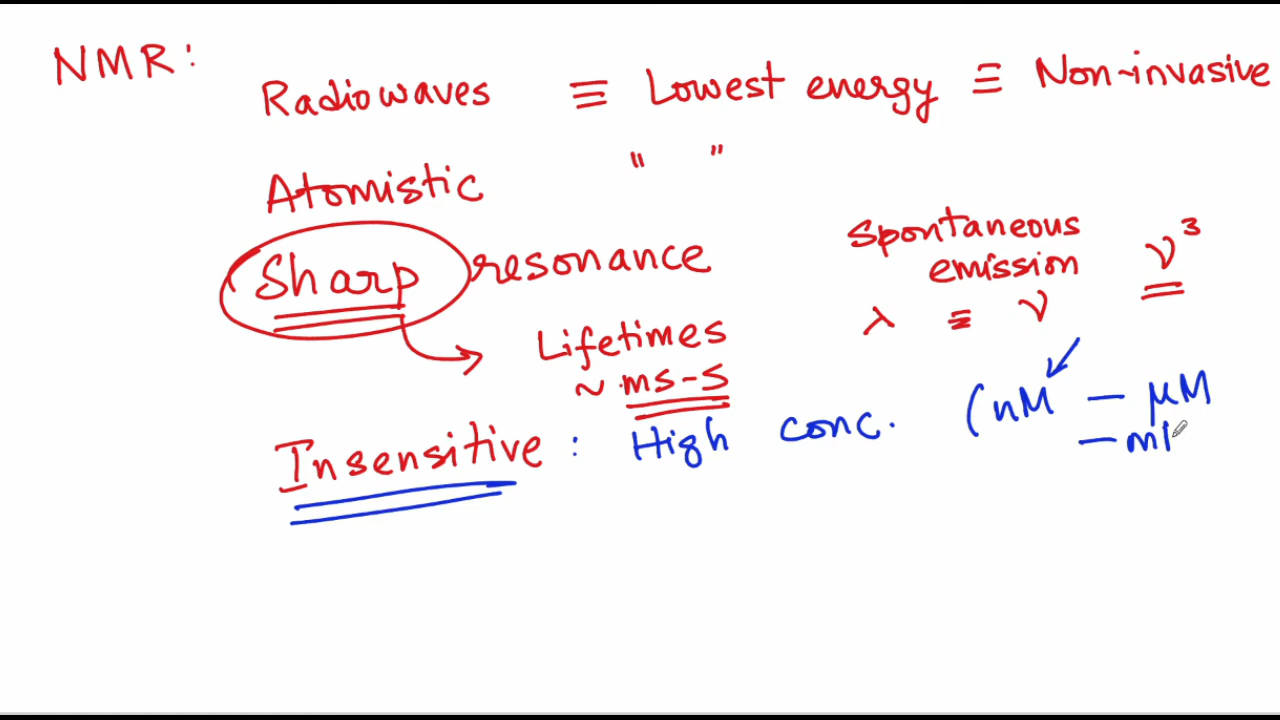 NMR:
Radiowaves ≡ Lowest energy ≡ Non-invasive
Atomistic " "
Sharp resonance
Spontaneous
emission ν³
λ ≡ ν
Lifetimes
~ ms-s
Insensitive : High conc. (nM – μM
– ml